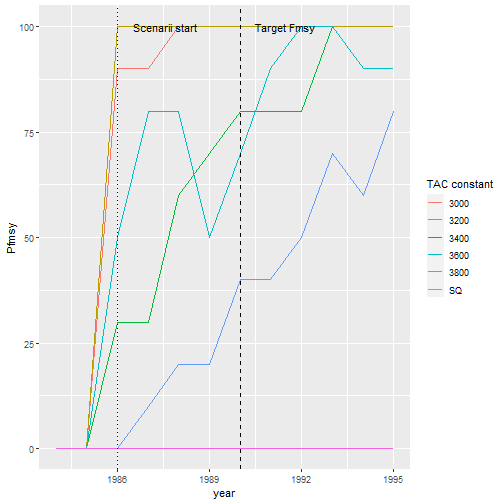 Scenarii start
Target Fmsy
100
75
50
25
0
Pfmsy
1986
1989
1992
1995
year
TAC constant
3000
3200
3400
3600
3800
SQ